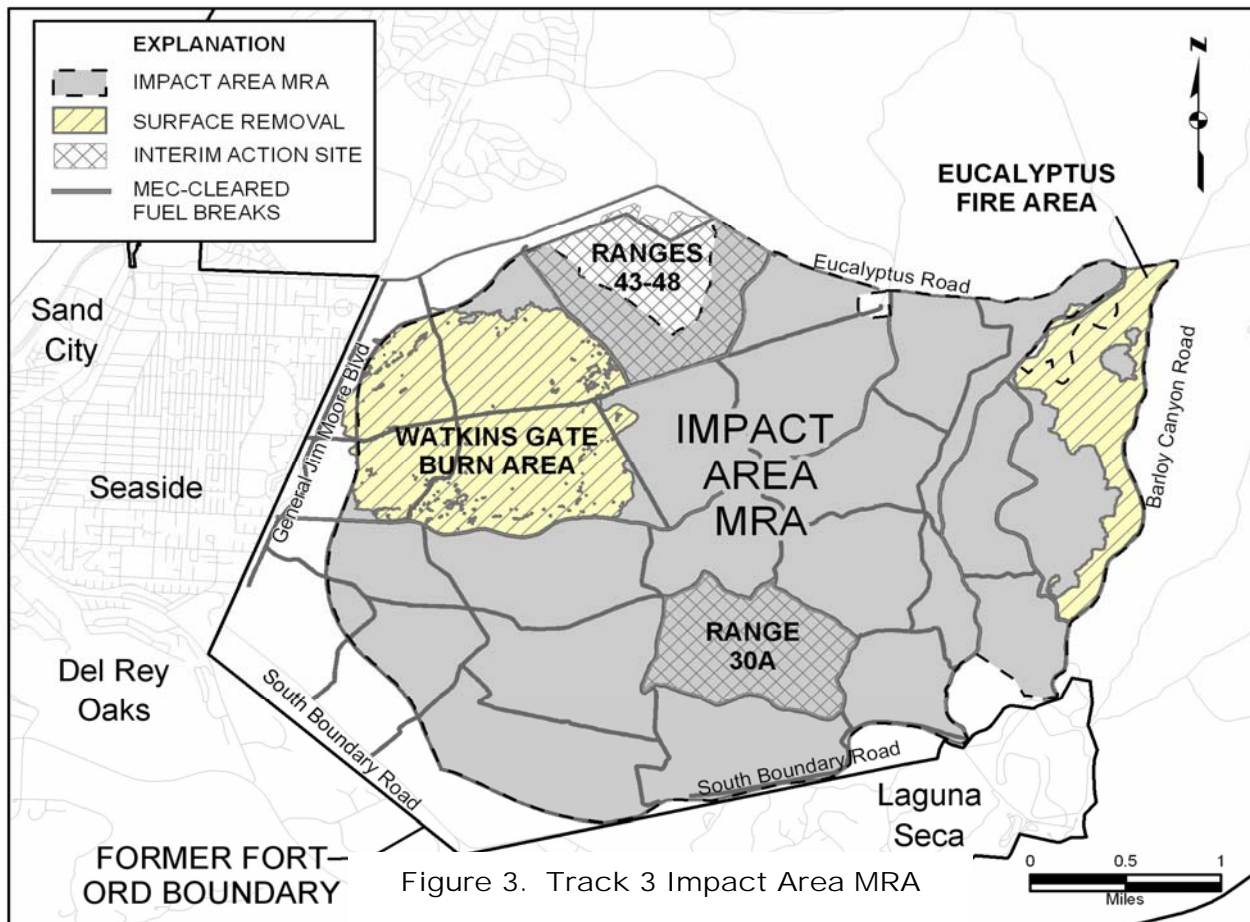 EXPLANATION
IMPACT AREA MRA
SURFACE REMOVAL
INTERIM ACTION SITE
MEC-CLEARED
FUEL BREAKS
N
EUCALYPTUS
FIRE AREA
RANGES
43-48
Eucalyptus Road
Sand
City
General Jim Moore Blvd
Barloy Canyon Road
WATKINS GATE
BURN AREA
IMPACT
AREA
MRA
Seaside
RANGE
30A
Del Rey
Oaks
South Boundary Road
South Boundary Road
Laguna
Seca
FORMER FORT
ORD BOUNDARY
0 0.5 1
Miles
Figure 3. Track 3 Impact Area MRA